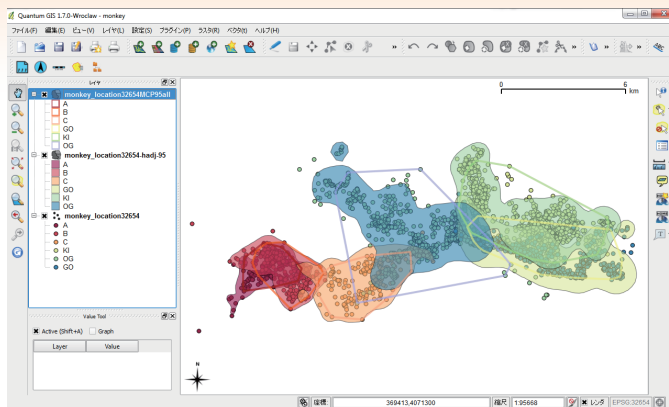 Quantum GIS 1.7.0-Wroclaw - monkey
ファイル(F) 編集(E) ビュー(V) レイヤ(L) 設定(S) プラグイン(P) ラスタ(R) ベクタ(t) ヘルプ(H)
レイヤ
monkey_location32654MCP95all
A
B
C
GO
KI
OG
monkey_location32654-hadj-95
A
B
C
GO
KI
OG
monkey_location32654
A
B
C
KI
OG
GO
Value Tool
Active (Shift+A) Graph
Layer Value
0 6
km
N
座標: 369413,4071300 縮尺 1:95668 レンダ EPSG:32654